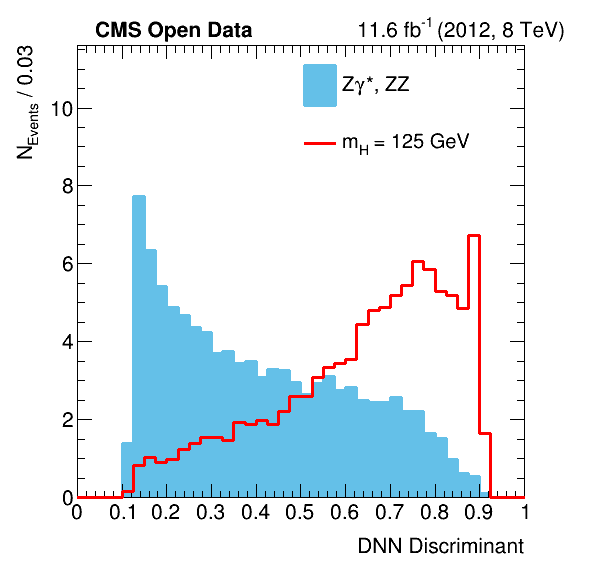 CMS Open Data 11.6 fb-1 (2012, 8 TeV)
NEvents / 0.03
Zγ*, ZZ
mH = 125 GeV
10
8
6
4
2
0
0 0.1 0.2 0.3 0.4 0.5 0.6 0.7 0.8 0.9 1
DNN Discriminant